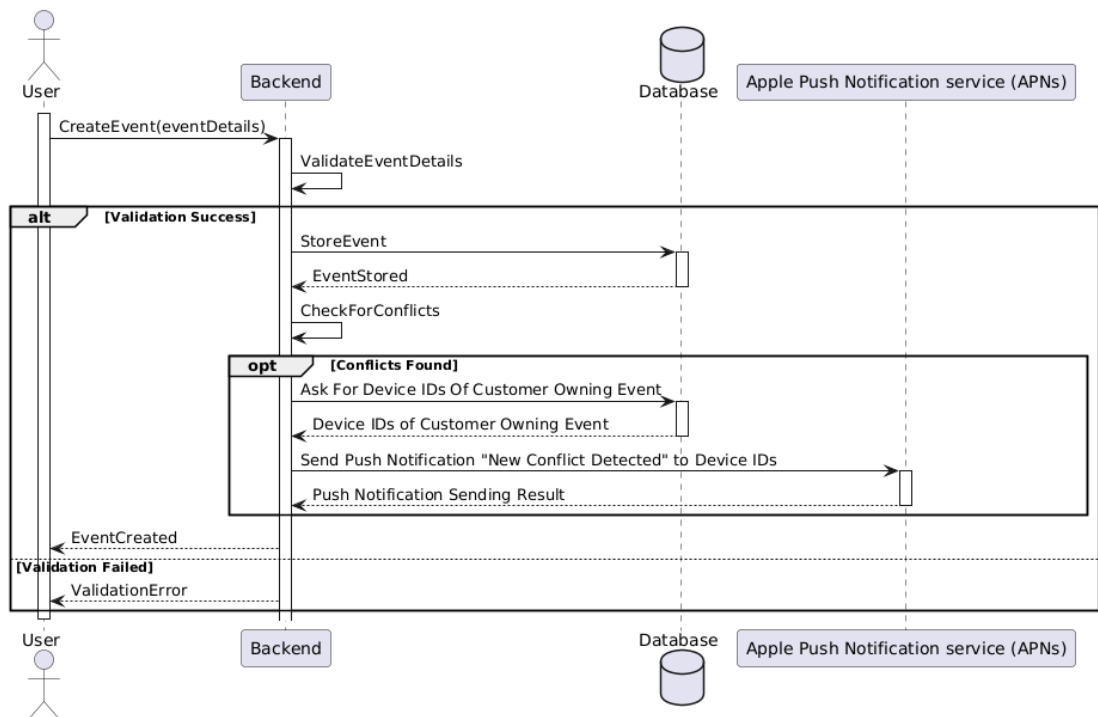 User
Backend
Database
Apple Push Notification service (APNs)
CreateEvent(eventDetails)
ValidateEventDetails
alt
[Validation Success]
StoreEvent
EventStored
CheckForConflicts
opt
[Conflicts Found]
Ask For Device IDs Of Customer Owning Event
Device IDs of Customer Owning Event
Send Push Notification "New Conflict Detected" to Device IDs
Push Notification Sending Result
EventCreated
[Validation Failed]
ValidationError
User
Backend
Database
Apple Push Notification service (APNs)